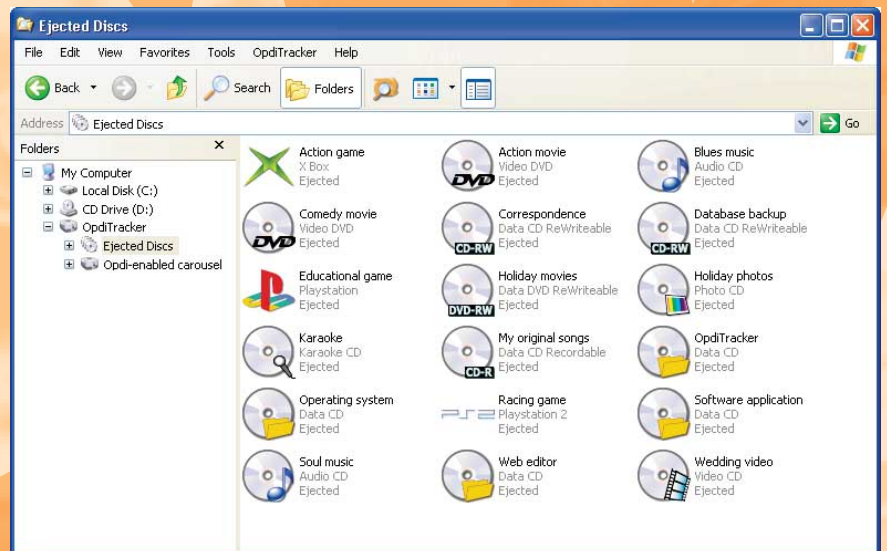 Ejected Discs
File Edit View Favorites Tools OpdiTracker Help
Back Search Folders
Address Ejected Discs Go
Folders X
My Computer
Local Disk (C:)
CD Drive (D:)
OpdiTracker
Ejected Discs
Opdi-enabled carousel
Action game
X Box
Ejected
Action movie
Video DVD
Ejected
DVD
Blues music
Audio CD
Ejected
Comedy movie
Video DVD
Ejected
DVD
Correspondence
Data CD ReWriteable
Ejected
CD-RW
Database backup
Data CD ReWriteable
Ejected
CD-RW
Educational game
Playstation
Ejected
Holiday movies
Data DVD ReWriteable
Ejected
DVD-RW
Holiday photos
Photo CD
Ejected
Karaoke
Karaoke CD
Ejected
My original songs
Data CD Recordable
Ejected
CD-R
OpdiTracker
Data CD
Ejected
Operating system
Data CD
Ejected
Racing game
PS2 Playstation 2
Ejected
Software application
Data CD
Ejected
Soul music
Audio CD
Ejected
Web editor
Data CD
Ejected
Wedding video
Video CD
Ejected